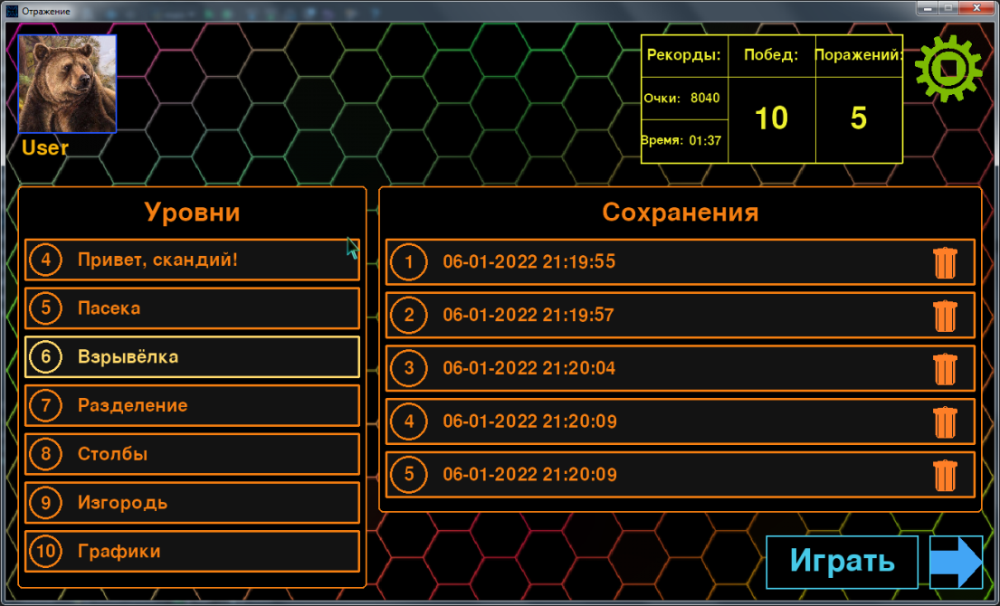 Отражение
User
Рекорды: Побед: Поражений:
Очки: 8040
10 5
Время: 01:37
Уровни
4 Привет, скандий!
5 Пасека
6 Взрывёлка
7 Разделение
8 Столбы
9 Изгородь
10 Графики
Сохранения
1 06-01-2022 21:19:55
2 06-01-2022 21:19:57
3 06-01-2022 21:20:04
4 06-01-2022 21:20:09
5 06-01-2022 21:20:09
Играть